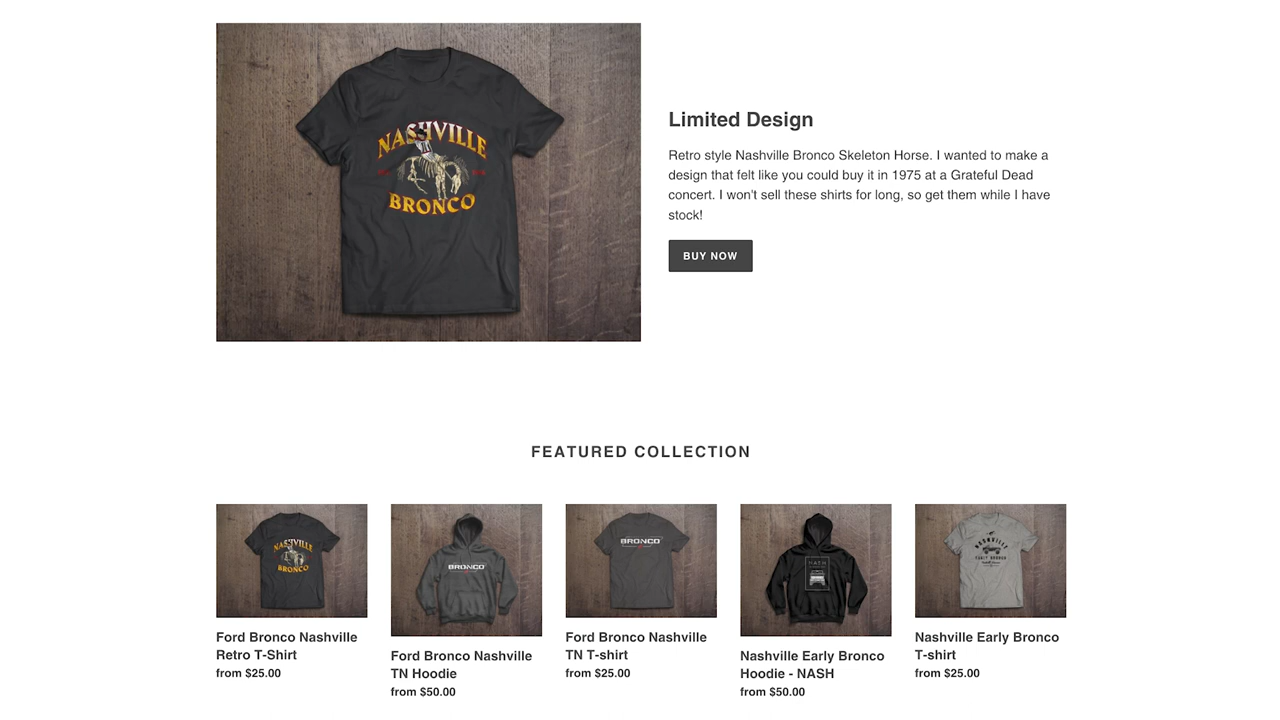 NASHVILLE
BRONCO
Limited Design
Retro style Nashville Bronco Skeleton Horse. I wanted to make a
design that felt like you could buy it in 1975 at a Grateful Dead
concert. I won't sell these shirts for long, so get them while I have
stock!
BUY NOW
FEATURED COLLECTION
NASHVILLE
BRONCO
BRONCO
BRONCO
NASH
NASHVILLE
EARLY BRONCO
Ford Bronco Nashville
Retro T-Shirt
from $25.00
Ford Bronco Nashville
TN Hoodie
from $50.00
Ford Bronco Nashville
TN T-shirt
from $25.00
Nashville Early Bronco
Hoodie - NASH
from $50.00
Nashville Early Bronco
T-shirt
from $25.00